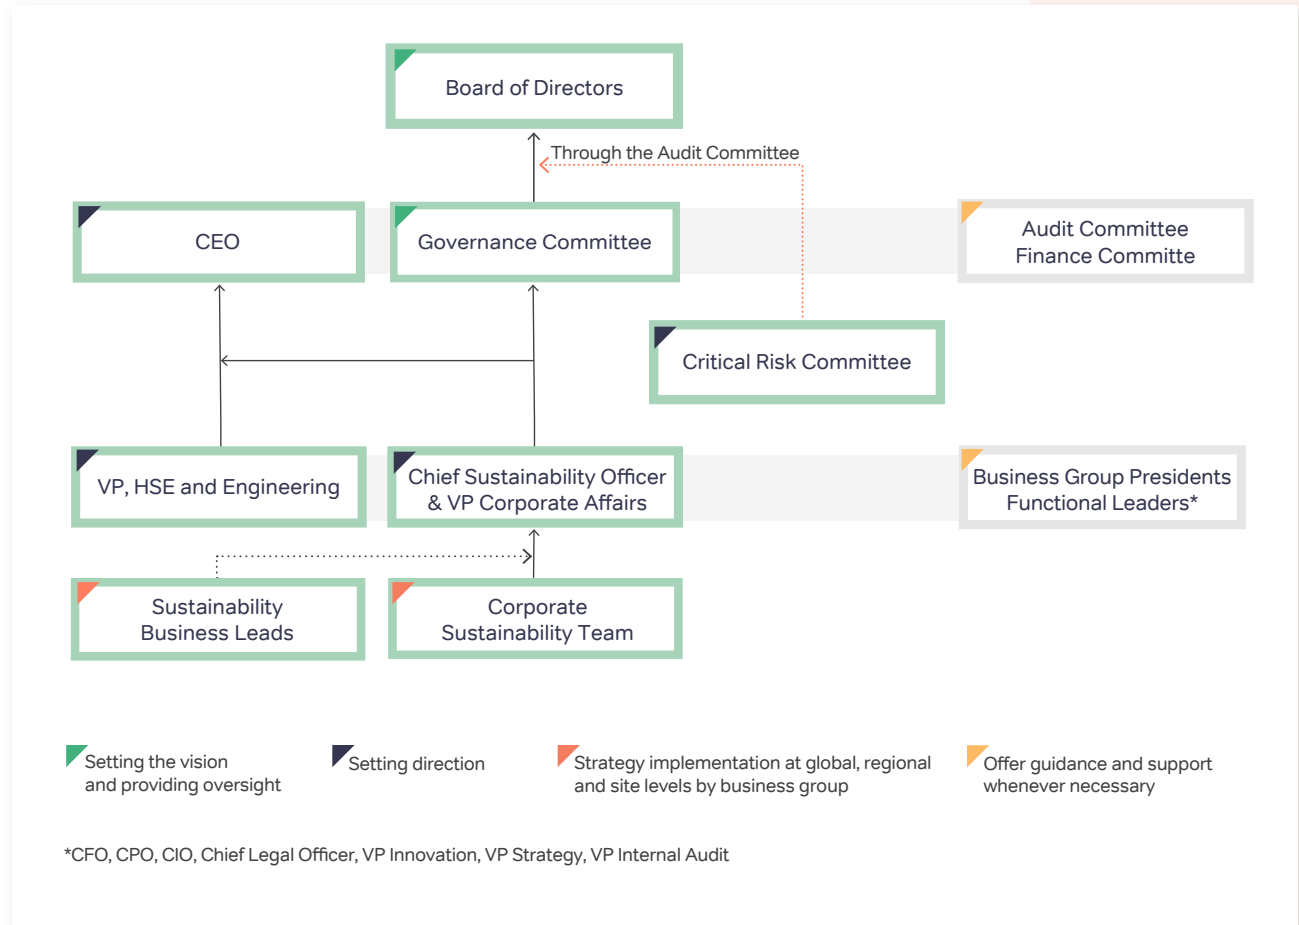 Board of Directors
Through the Audit Committee
CEO
Governance Committee
Audit Committee
Finance Committe
Critical Risk Committee
VP, HSE and Engineering
Chief Sustainability Officer
& VP Corporate Affairs
Business Group Presidents
Functional Leaders*
Sustainability
Business Leads
Corporate
Sustainability Team
Setting the vision
and providing oversight
Setting direction
Strategy implementation at global, regional
and site levels by business group
Offer guidance and support
whenever necessary
*CFO, CPO, CIO, Chief Legal Officer, VP Innovation, VP Strategy, VP Internal Audit